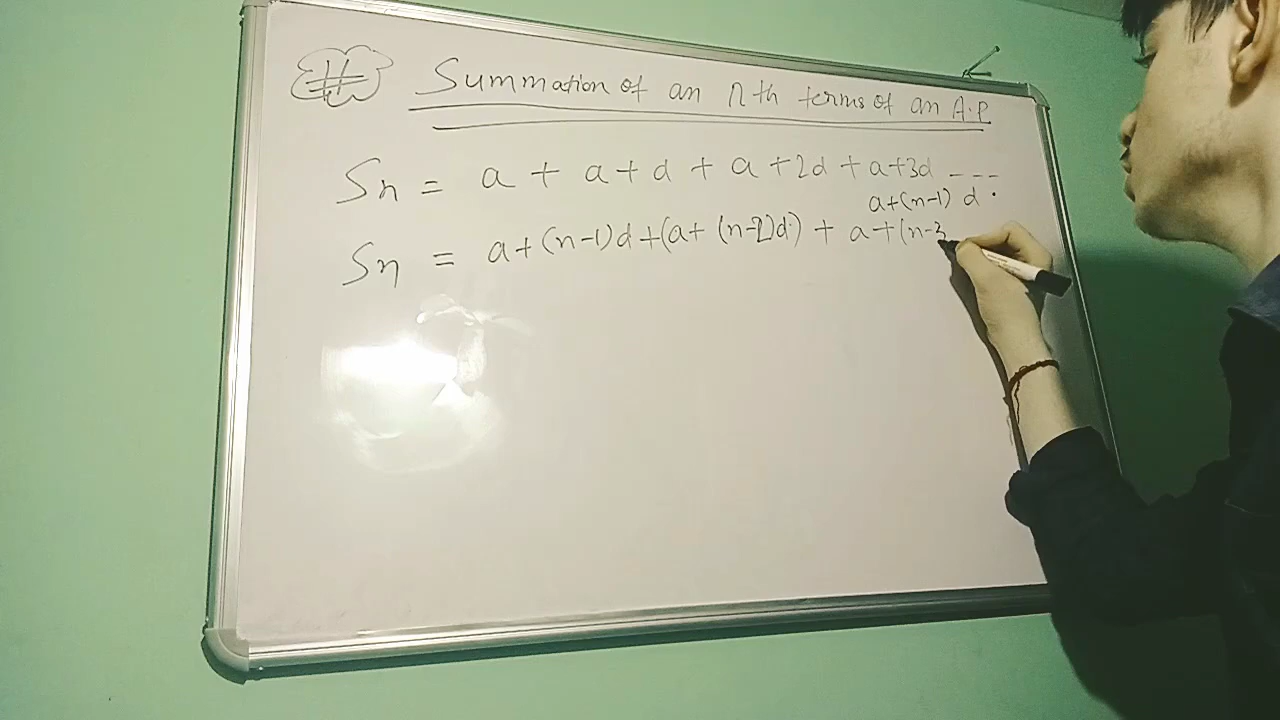 # Summation of an nth terms of an A.P
Sn = a + a + d + a + 2d + a + 3d ---
a+(n-1) d.
Sn = a+(n-1)d+(a+ (n-2)d) + a+(n-3